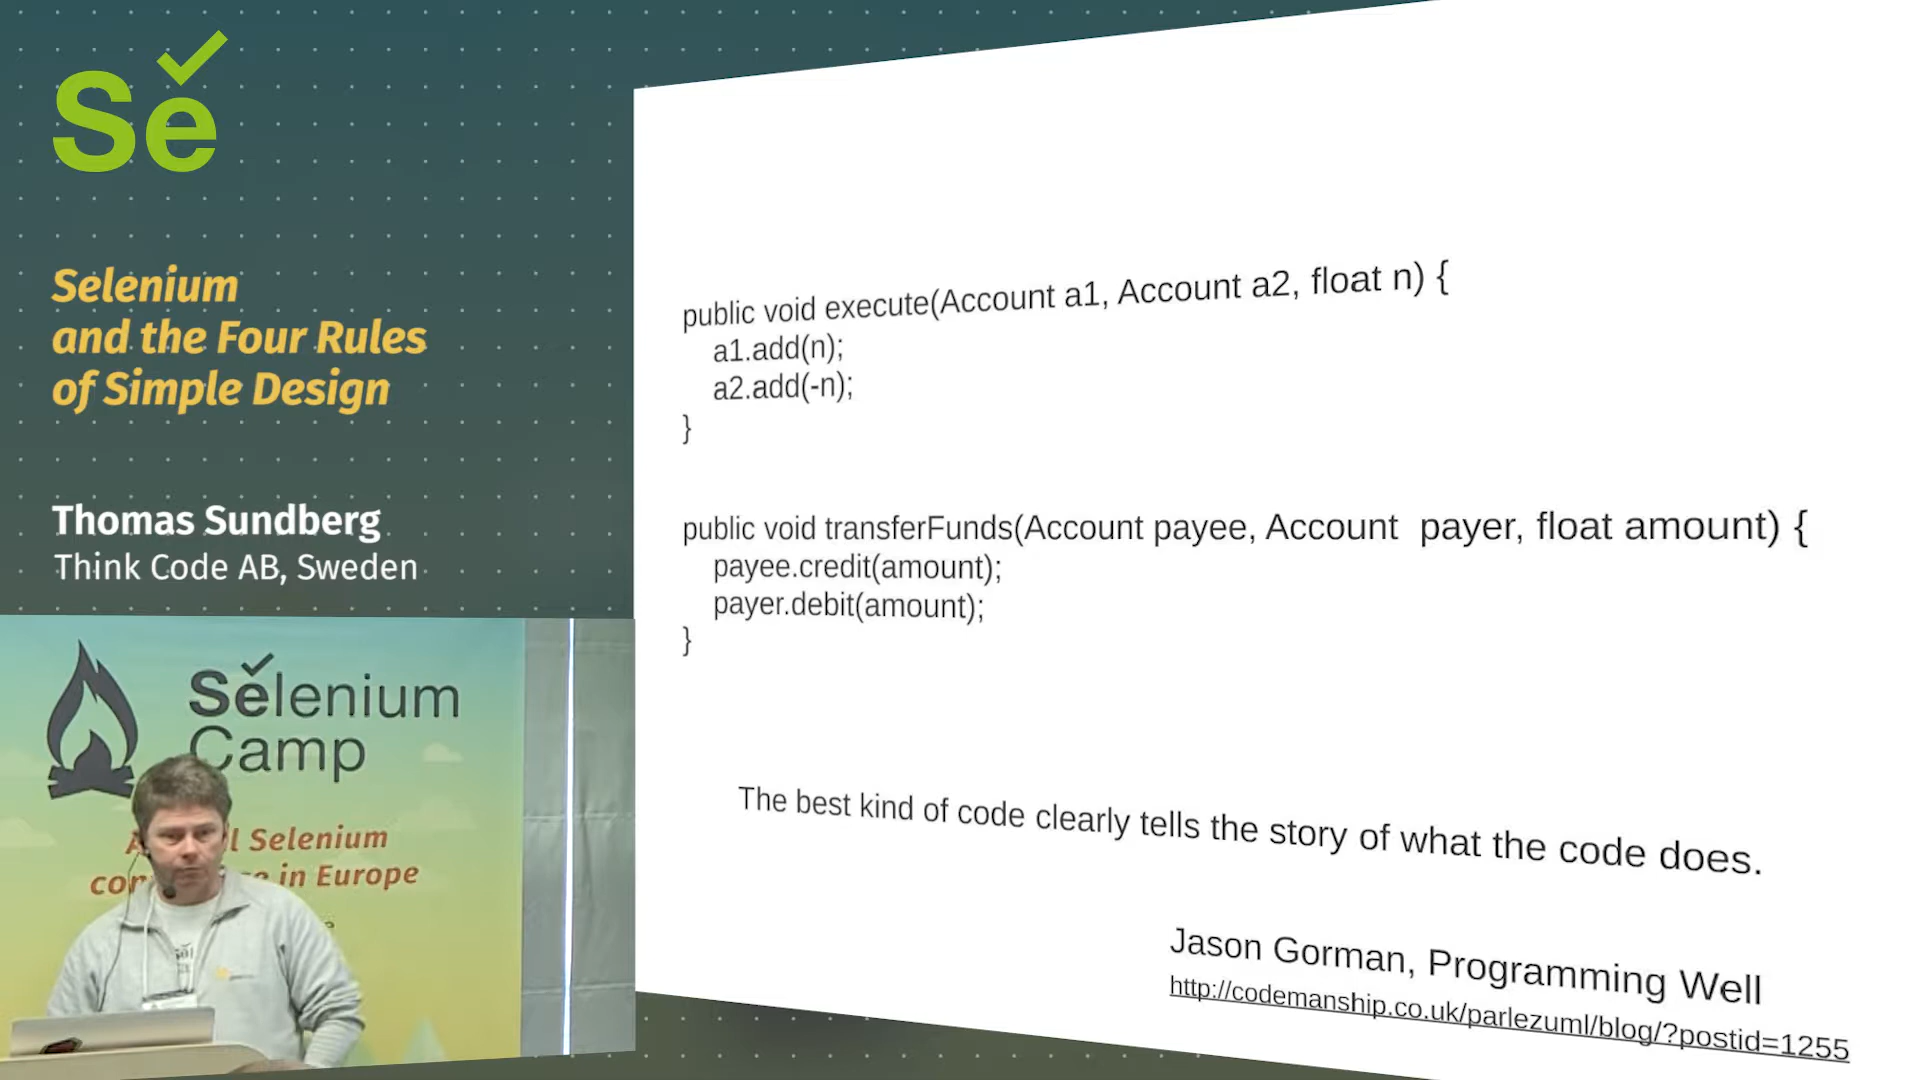 Se
Selenium
and the Four Rules
of Simple Design
Thomas Sundberg
Think Code AB, Sweden
Selenium
Camp
l Selenium
in Europe
public void execute(Account a1, Account a2, float n) {
a1.add(n);
a2.add(-n);
}
public void transferFunds(Account payee, Account payer, float amount) {
payee.credit(amount);
payer.debit(amount);
}
The best kind of code clearly tells the story of what the code does.
Jason Gorman, Programming Well
http://codemanship.co.uk/parlezuml/blog/?postid=1255